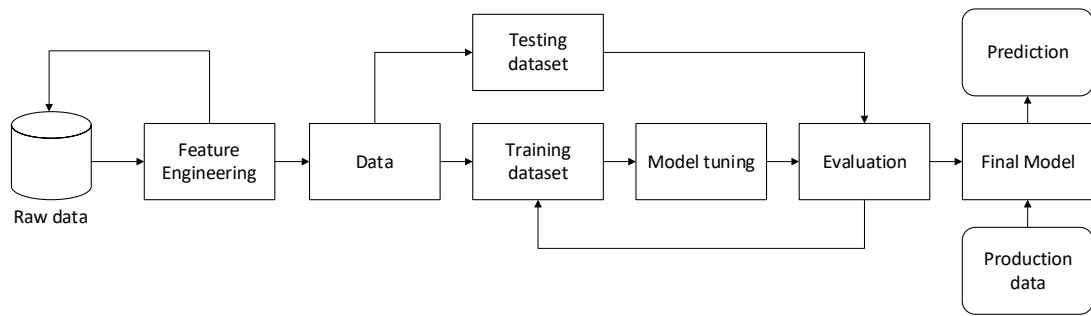 Testing
dataset
Prediction
Raw data
Feature
Engineering
Data
Training
dataset
Model tuning
Evaluation
Final Model
Production
data